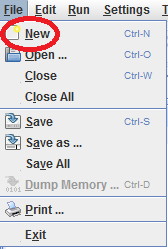 File Edit Run Settings T
New Ctrl-N
Open ... Ctrl-O
Close Ctrl-W
Close All
Save Ctrl-S
Save as ...
Save All
0101 Dump Memory ... Ctrl-D
Print ...
Exit